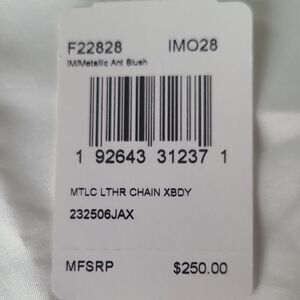 F22828 IMO28
IM/Metallic Ant Blush
1 92643 31237 1
MTLC LTHR CHAIN XBDY
232506JAX
MFSRP $250.00